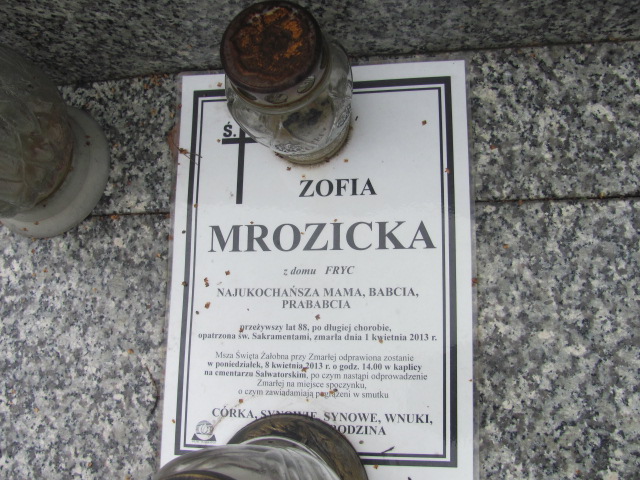 Ś.
ZOFIA
MROZICKA
z domu FRYC
NAJUKOCHAŃSZA MAMA, BABCIA,
PRABABCIA
przeżywszy lat 88, po długiej chorobie,
opatrzona św. Sakramentami, zmarła dnia 1 kwietnia 2013 r.
Msza Święta Żałobna przy Zmarłej odprawiona zostanie
w poniedziałek, 8 kwietnia 2013 r. o godz. 14.00 w kaplicy
na cmentarzu Salwatorskim, po czym nastąpi odprowadzenie
Zmarłej na miejsce spoczynku,
o czym zawiadamiają pogrążeni w smutku
CÓRKA, SYNOWIE, SYNOWE, WNUKI,
RODZINA